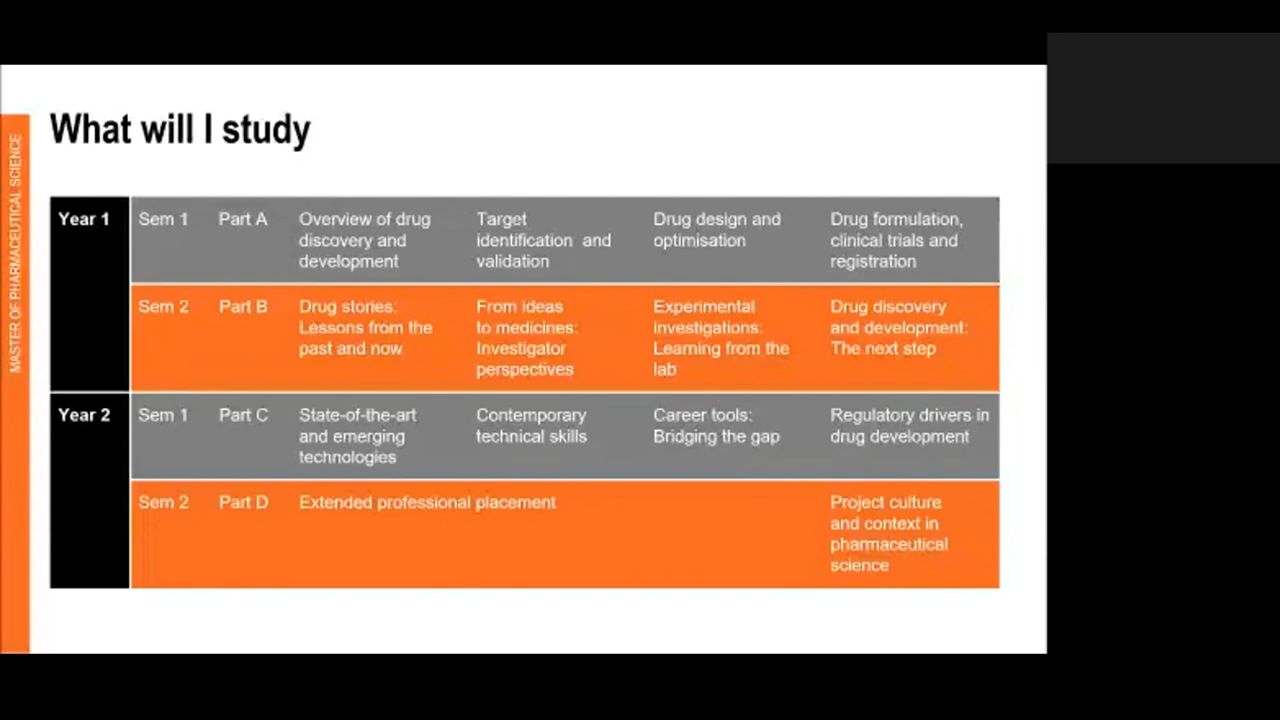 What will I study
MASTER OF PHARMACEUTICAL SCIENCE
Year 1
Sem 1
Part A
Overview of drug
discovery and
development
Target
identification and
validation
Drug design and
optimisation
Drug formulation,
clinical trials and
registration
Sem 2
Part B
Drug stories:
Lessons from the
past and now
From ideas
to medicines:
Investigator
perspectives
Experimental
investigations:
Learning from the
lab
Drug discovery
and development:
The next step
Year 2
Sem 1
Part C
State-of-the-art
and emerging
technologies
Contemporary
technical skills
Career tools:
Bridging the gap
Regulatory drivers in
drug development
Sem 2
Part D
Extended professional placement
Project culture
and context in
pharmaceutical
science